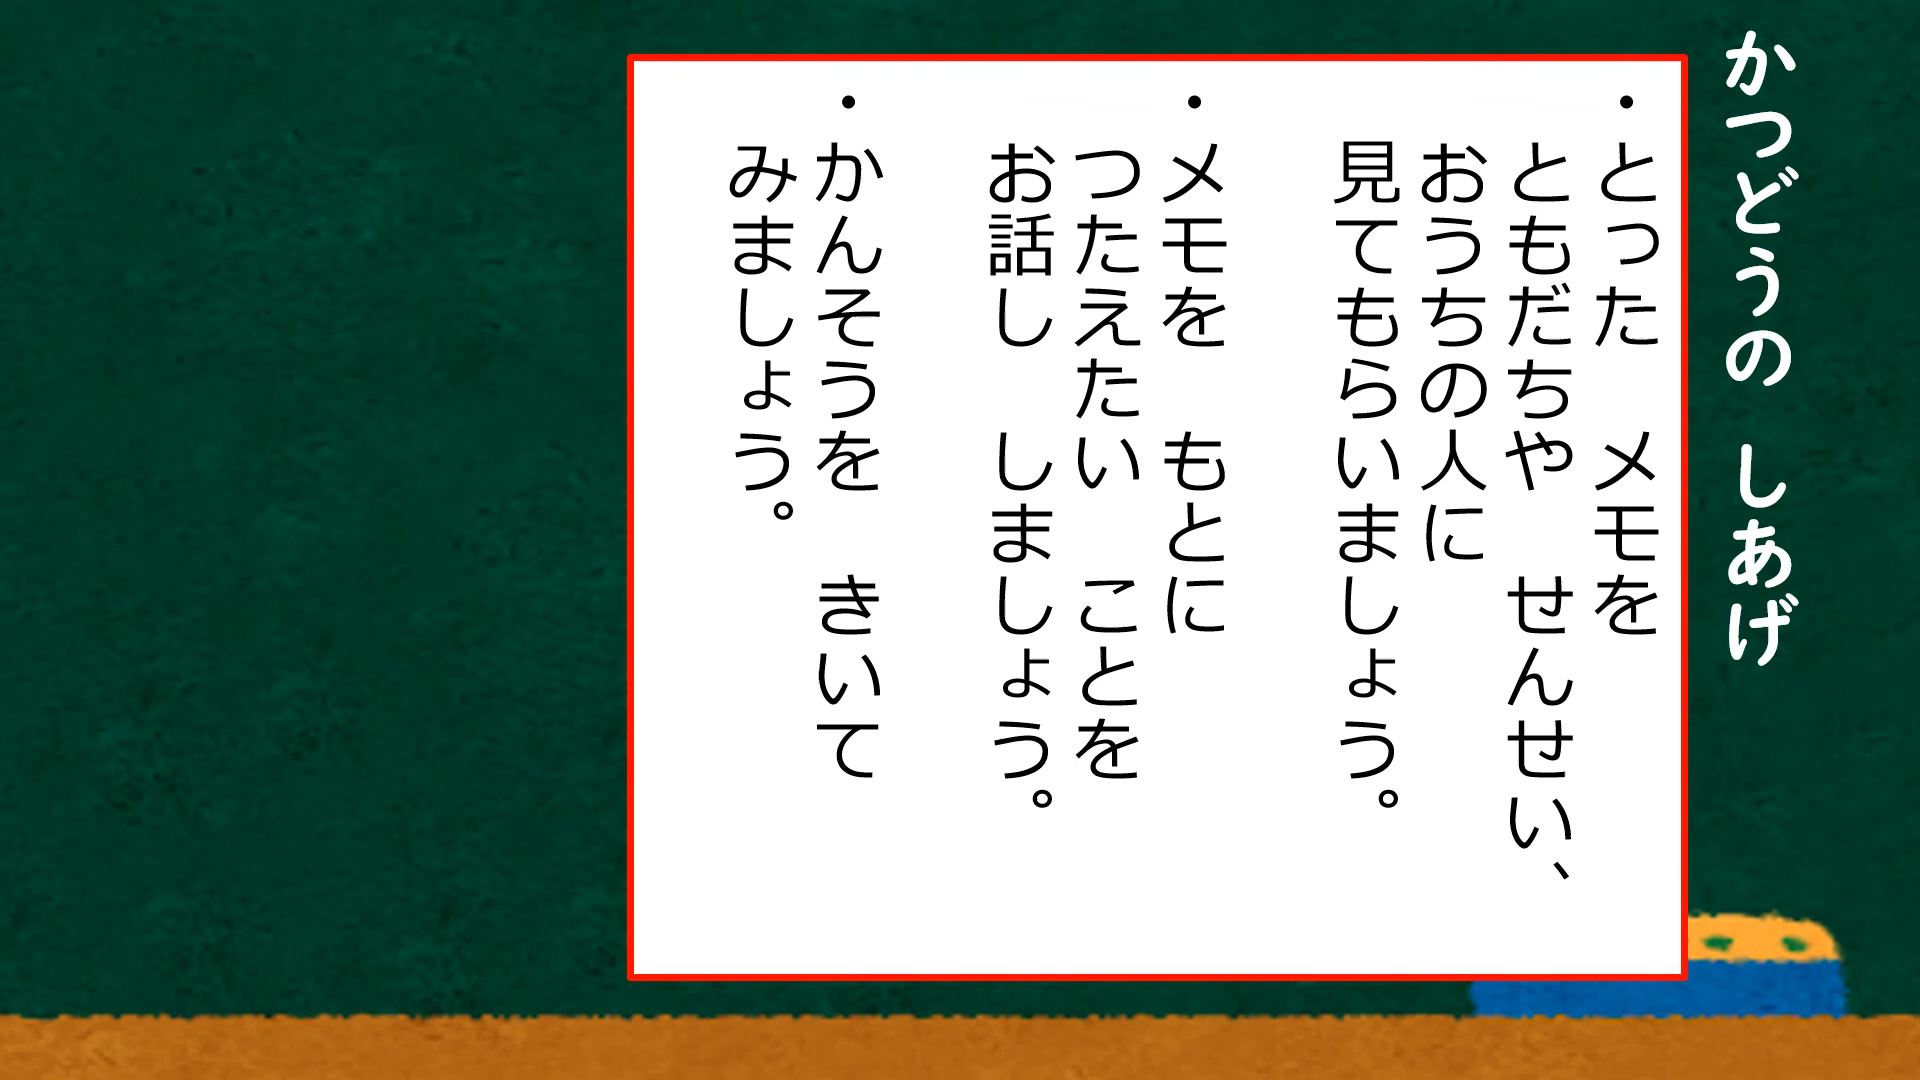 かつどうの しあげ
・とった メモを
ともだちや せんせい、
おうちの人に
見てもらいましょう。
・メモを もとに
つたえたい ことを
お話し しましょう。
・かんそうを きいて
みましょう。